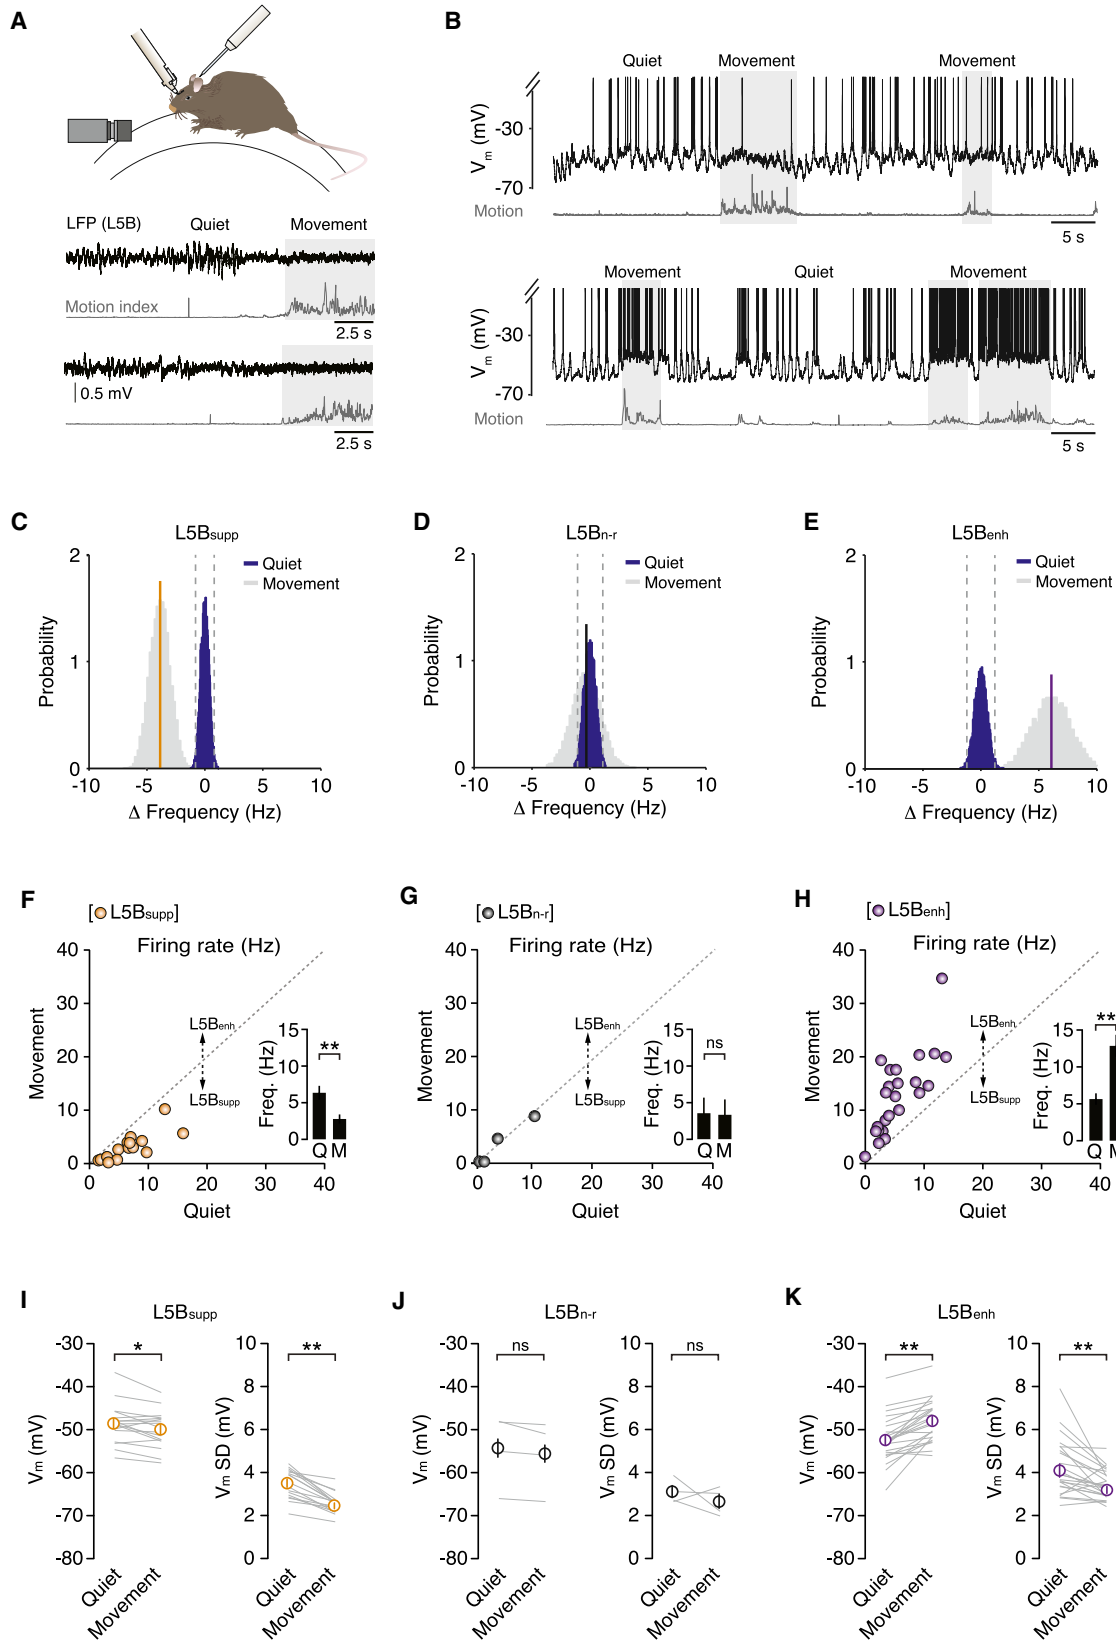 A
LFP (L5B)
Quiet
Movement
Motion index
2.5 s
0.5 mV
2.5 s
B
Quiet
Movement
Movement
Vm (mV)
-30
-70
Motion
5 s
Movement
Quiet
Movement
Vm (mV)
-30
-70
Motion
5 s
C
L5Bsupp
Quiet
Movement
Probability
2
1
0
-10 -5 0 5 10
Δ Frequency (Hz)
D
L5Bn-r
Quiet
Movement
Probability
2
1
0
-10 -5 0 5 10
Δ Frequency (Hz)
E
L5Benh
Quiet
Movement
Probability
2
1
0
-10 -5 0 5 10
Δ Frequency (Hz)
F
[ L5Bsupp]
Firing rate (Hz)
Movement
40
30
20
10
0
0 10 20 30 40
Quiet
L5Benh
L5Bsupp
Freq. (Hz)
15
10
5
0
**
Q M
G
[ L5Bn-r]
Firing rate (Hz)
Movement
40
30
20
10
0
0 10 20 30 40
Quiet
L5Benh
L5Bsupp
Freq. (Hz)
15
10
5
0
ns
Q M
H
[ L5Benh]
Firing rate (Hz)
Movement
40
30
20
10
0
0 10 20 30 40
Quiet
L5Benh
L5Bsupp
Freq. (Hz)
15
10
5
0
**
Q M
I
L5Bsupp
Vm (mV)
-30
-40
-50
-60
-70
-80
*
Quiet
Movement
Vm SD (mV)
10
8
6
4
2
0
**
Quiet
Movement
J
L5Bn-r
Vm (mV)
-30
-40
-50
-60
-70
-80
ns
Quiet
Movement
Vm SD (mV)
10
8
6
4
2
0
ns
Quiet
Movement
K
L5Benh
Vm (mV)
-30
-40
-50
-60
-70
-80
**
Quiet
Movement
Vm SD (mV)
10
8
6
4
2
0
**
Quiet
Movement